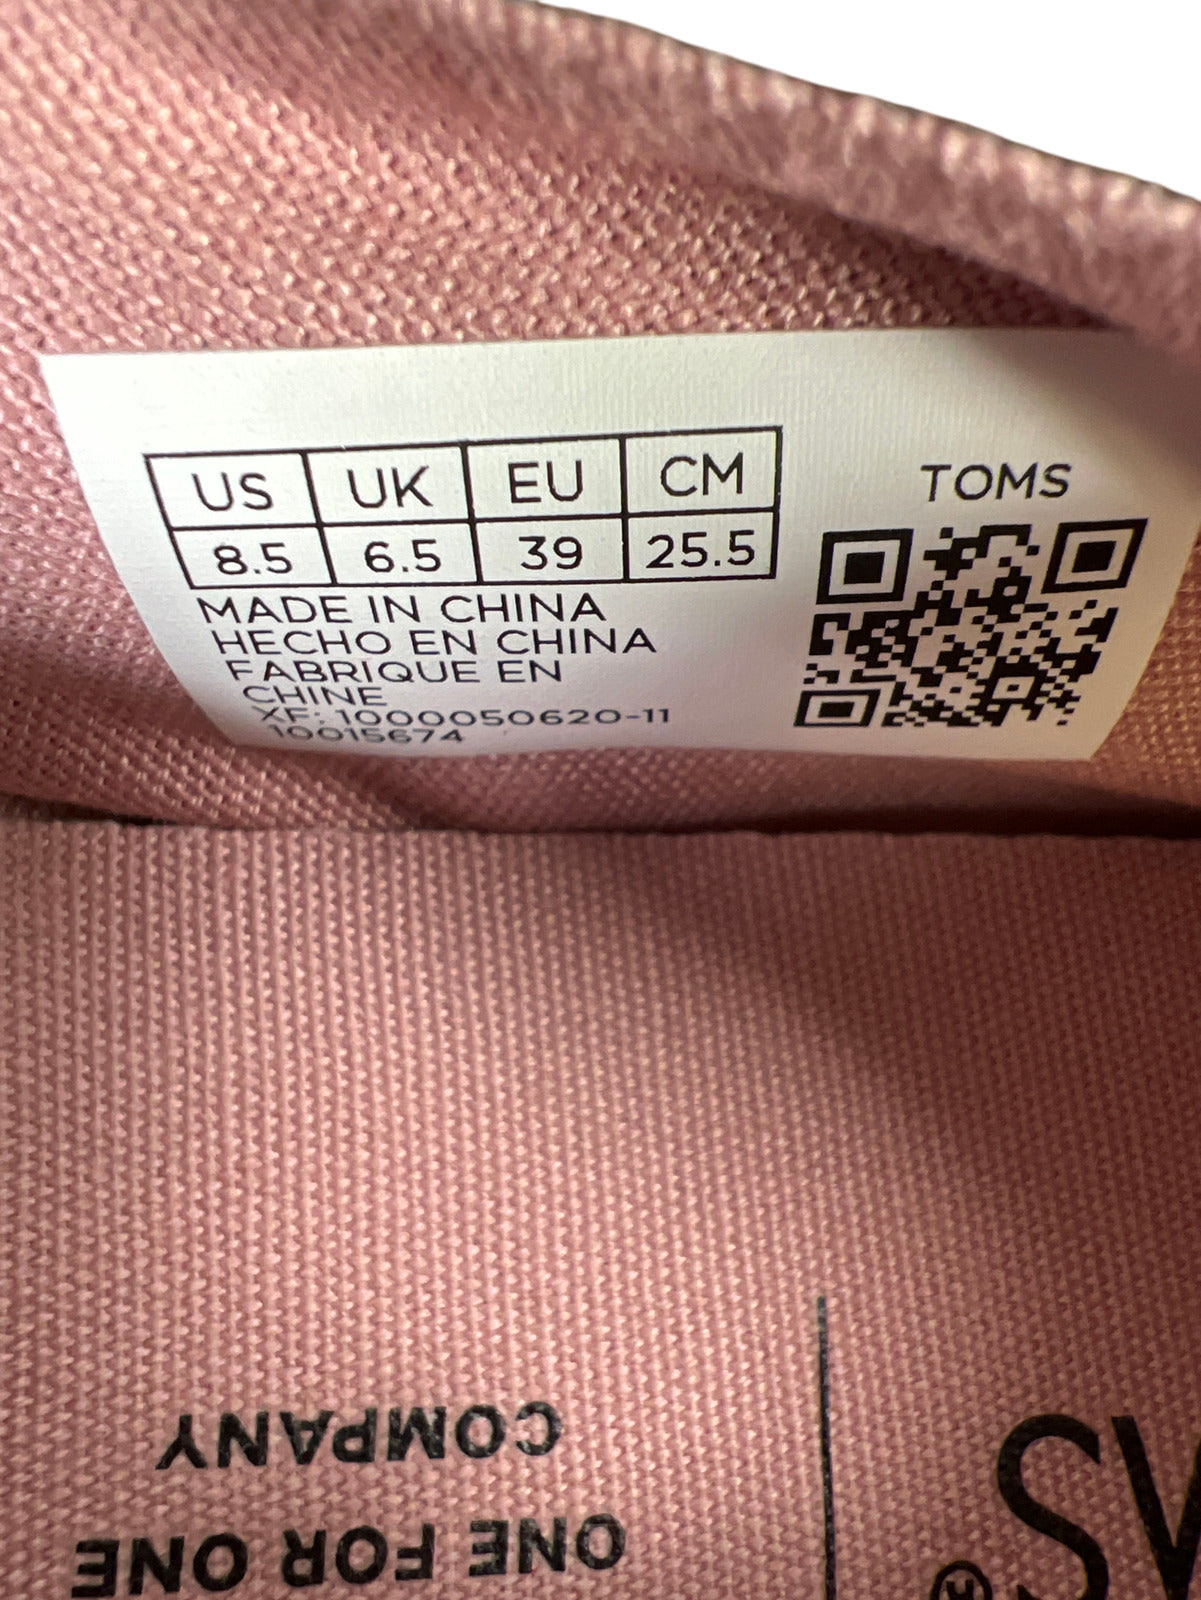 US UK EU CM
8.5 6.5 39 25.5
MADE IN CHINA
HECHO EN CHINA
FABRIQUE EN
CHINE
XF: 1000050620-11
10015674
TOMS
ONE FOR ONE
COMPANY